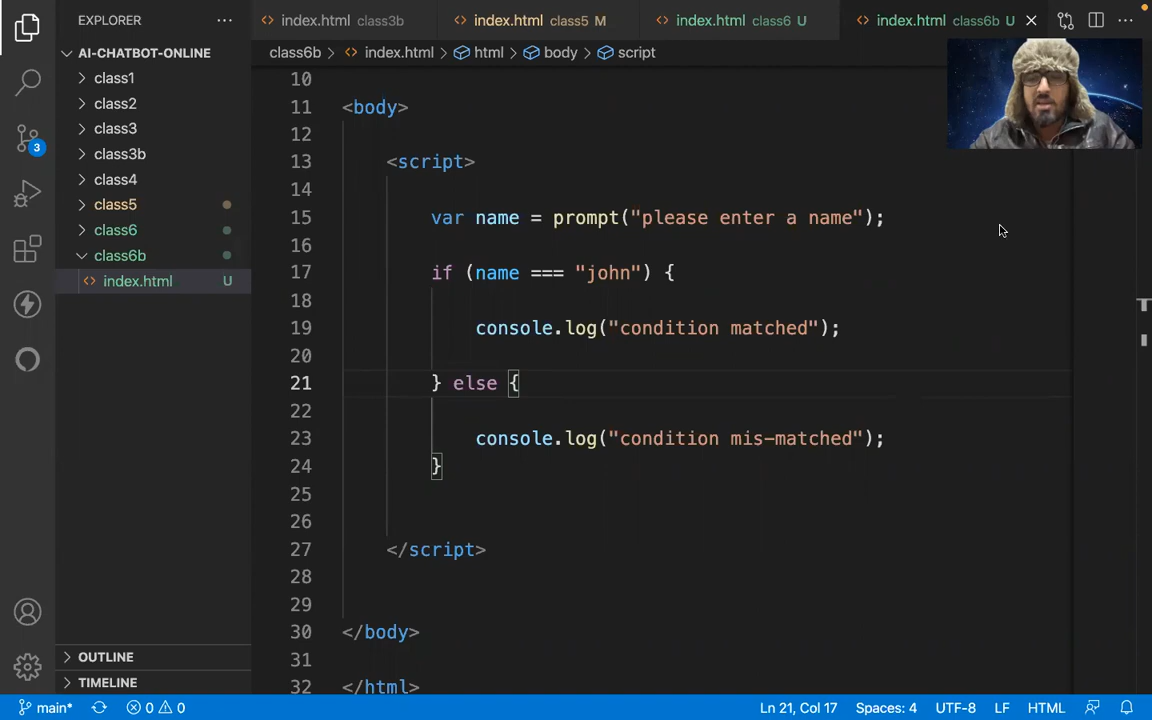 EXPLORER
index.html class3b
index.html class5 M
index.html class6 U
index.html class6b U
AI-CHATBOT-ONLINE
class6b > index.html > html > body > script
class1
class2
class3
class3b
class4
class5
class6
class6b
index.html U
3
10
11 <body>
12
13 <script>
14
15 var name = prompt("please enter a name");
16
17 if (name === "john") {
18
19 console.log("condition matched");
20
21 } else {
22
23 console.log("condition mis-matched");
24 }
25
26
27 </script>
28
29
30 </body>
31
32 </html>
OUTLINE
TIMELINE
main* 0 0 Ln 21, Col 17 Spaces: 4 UTF-8 LF HTML